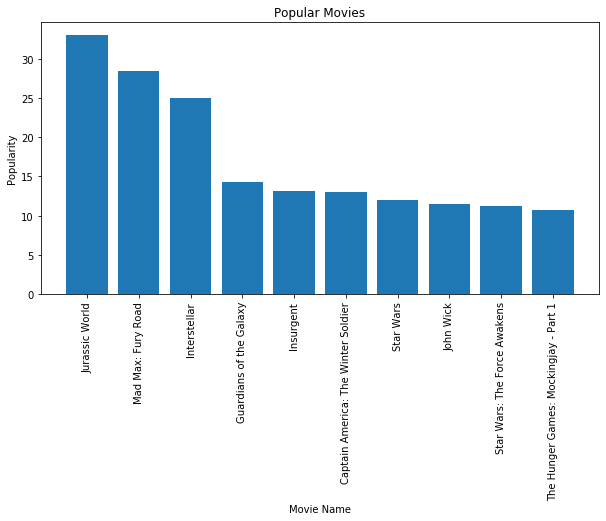 Popular Movies
Popularity
30
25
20
15
10
5
0
Jurassic World
Mad Max: Fury Road
Interstellar
Guardians of the Galaxy
Insurgent
Captain America: The Winter Soldier
Star Wars
John Wick
Star Wars: The Force Awakens
The Hunger Games: Mockingjay - Part 1
Movie Name